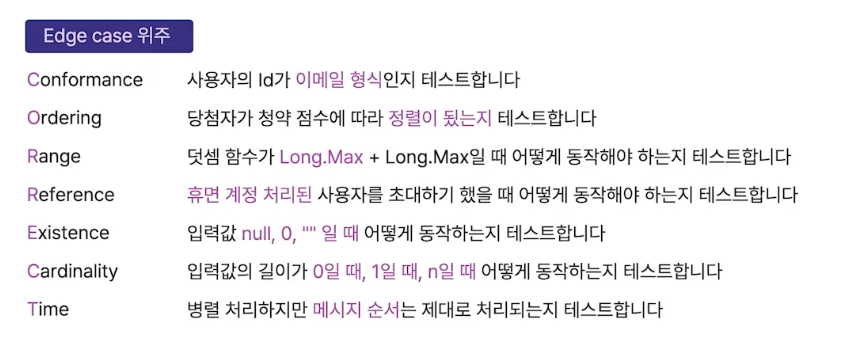 Edge case 위주
Conformance 사용자의 Id가 이메일 형식인지 테스트합니다
Ordering 당첨자가 청약 점수에 따라 정렬이 됐는지 테스트합니다
Range 덧셈 함수가 Long.Max + Long.Max일 때 어떻게 동작해야 하는지 테스트합니다
Reference 휴면 계정 처리된 사용자를 초대하기 했을 때 어떻게 동작해야 하는지 테스트합니다
Existence 입력값 null, 0, "" 일 때 어떻게 동작하는지 테스트합니다
Cardinality 입력값의 길이가 0일 때, 1일 때, n일 때 어떻게 동작하는지 테스트합니다
Time 병렬 처리하지만 메시지 순서는 제대로 처리되는지 테스트합니다